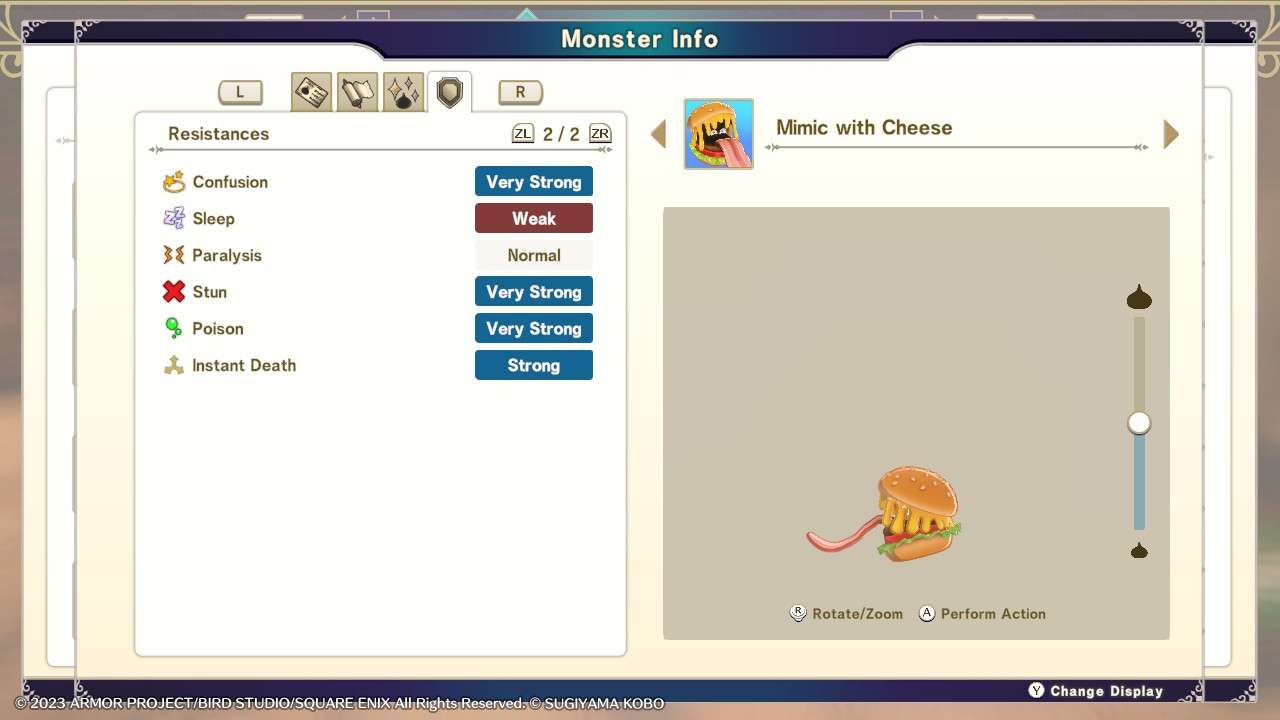 Monster Info
L
R
Resistances
ZL 2 / 2 ZR
Confusion Very Strong
Sleep Weak
Paralysis Normal
Stun Very Strong
Poison Very Strong
Instant Death Strong
Mimic with Cheese
R Rotate/Zoom A Perform Action
Y Change Display
© 2023 ARMOR PROJECT/BIRD STUDIO/SQUARE ENIX All Rights Reserved. © SUGIYAMA KOBO